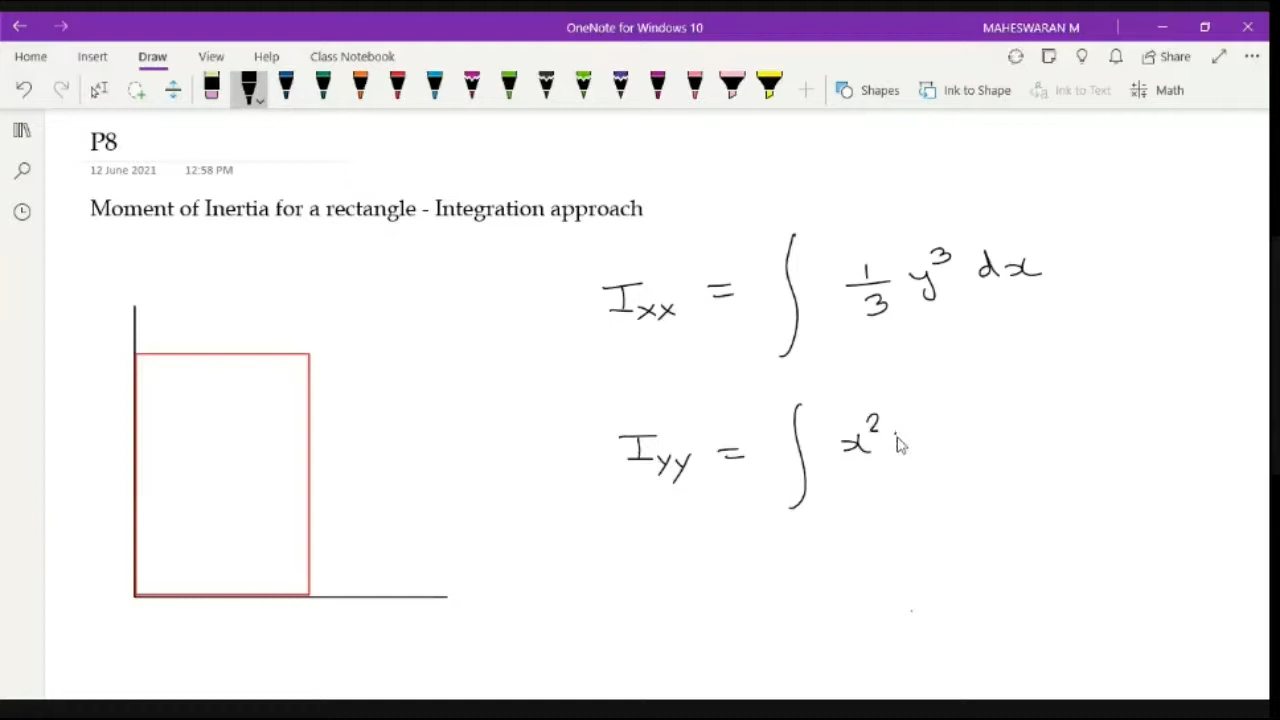 OneNote for Windows 10 MAHESWARAN M
Home Insert Draw View Help Class Notebook Share
Shapes Ink to Shape Ink to Text Math
P8
12 June 2021 12:58 PM
Moment of Inertia for a rectangle - Integration approach
I_xx = ∫ 1/3 y³ dx
I_yy = ∫ x²